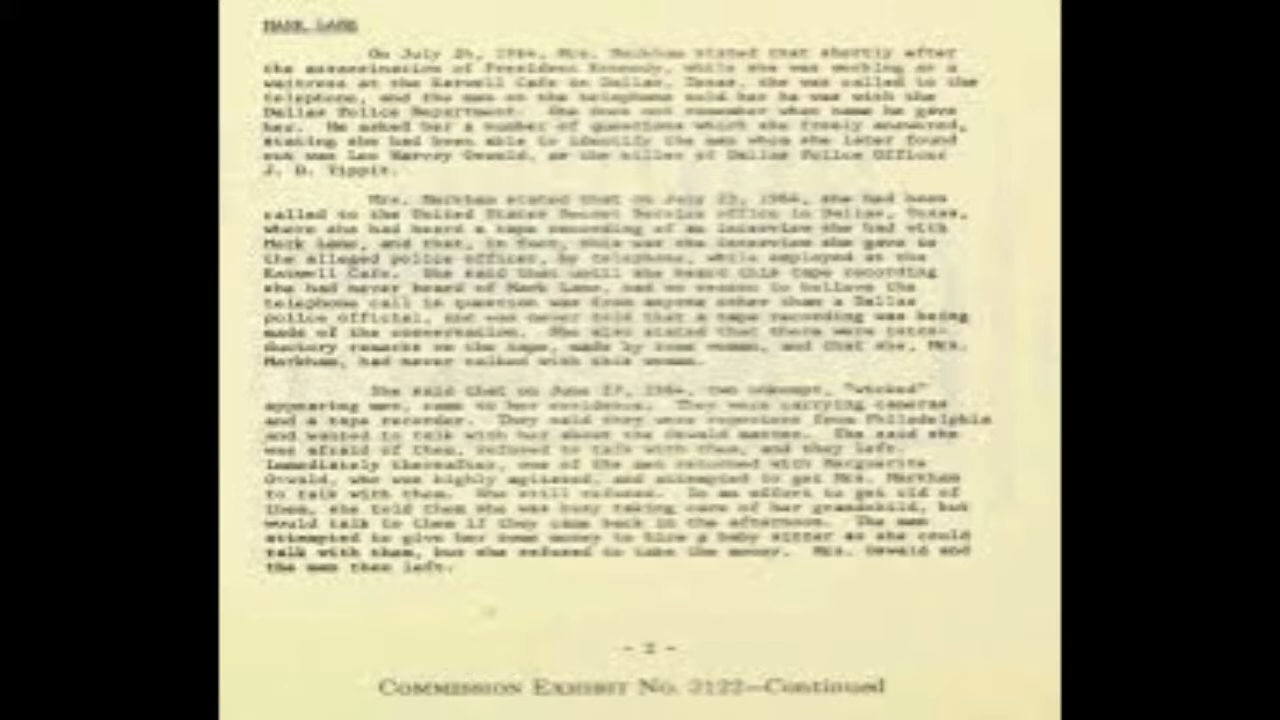 MARK LANE
On July 24, 1964, Mrs. Markham stated that shortly after
the assassination of President Kennedy, while she was working as a
waitress at the Eatwell Cafe in Dallas, Texas, she was called to the
telephone, and the man on the telephone told her he was with the
Dallas Police Department. She does not remember what name he gave
her. He asked her a number of questions which she freely answered,
stating she had been able to identify the man whom she later found
out was Lee Harvey Oswald, as the killer of Dallas Police Officer
J. D. Tippit.
Mrs. Markham stated that on July 23, 1964, she had been
called to the United States Secret Service office in Dallas, Texas,
where she had heard a tape recording of an interview she had with
Mark Lane, and that, in fact, this was the interview she gave to
the alleged police officer, by telephone, while employed at the
Eatwell Cafe. She said that until she heard this tape recording
she had never heard of Mark Lane, had no reason to believe the
telephone call in question was from anyone other than a Dallas
police official, and was never told that a tape recording was being
made of the conversation. She also stated that there were intro-
ductory remarks on the tape, made by some woman, and that she, Mrs.
Markham, had never talked with this woman.
She said that on June 27, 1964, two unkempt, "wicked"
appearing men, came to her residence. They were carrying cameras
and a tape recorder. They said they were reporters from Philadelphia
and wanted to talk with her about the Oswald matter. She said she
was afraid of them, refused to talk with them, and they left.
Immediately thereafter, one of the men returned with Marguerite
Oswald, who was highly agitated, and attempted to get Mrs. Markham
to talk with them. She still refused. In an effort to get rid of
them, she told them she was busy taking care of her grandchild, but
would talk to them if they came back in the afternoon. The men
attempted to give her some money to hire a baby sitter so she could
talk with them, but she refused to take the money. Mrs. Oswald and
the men then left.
- 2 -
COMMISSION EXHIBIT No. 2122—Continued